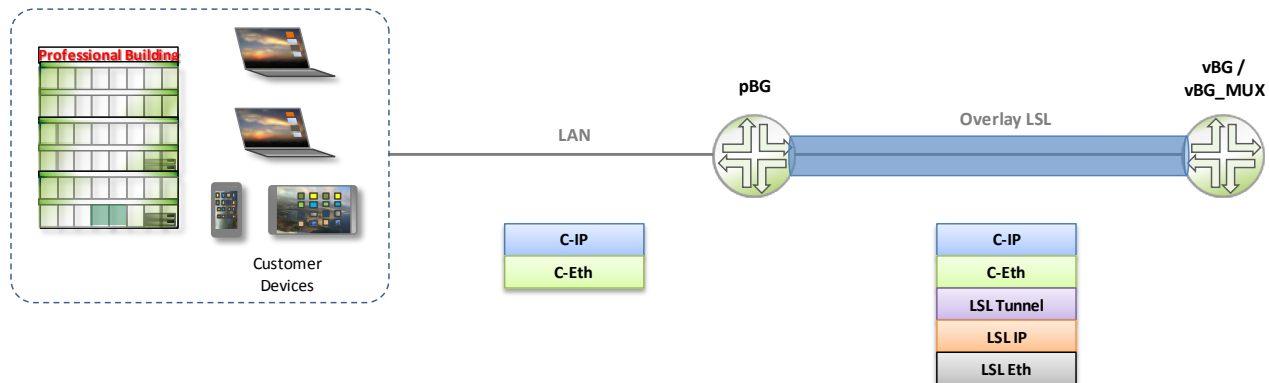 Professional Building
Customer
Devices
LAN
pBG
Overlay LSL
vBG /
vBG_MUX
C-IP
C-Eth
C-IP
C-Eth
LSL Tunnel
LSL IP
LSL Eth